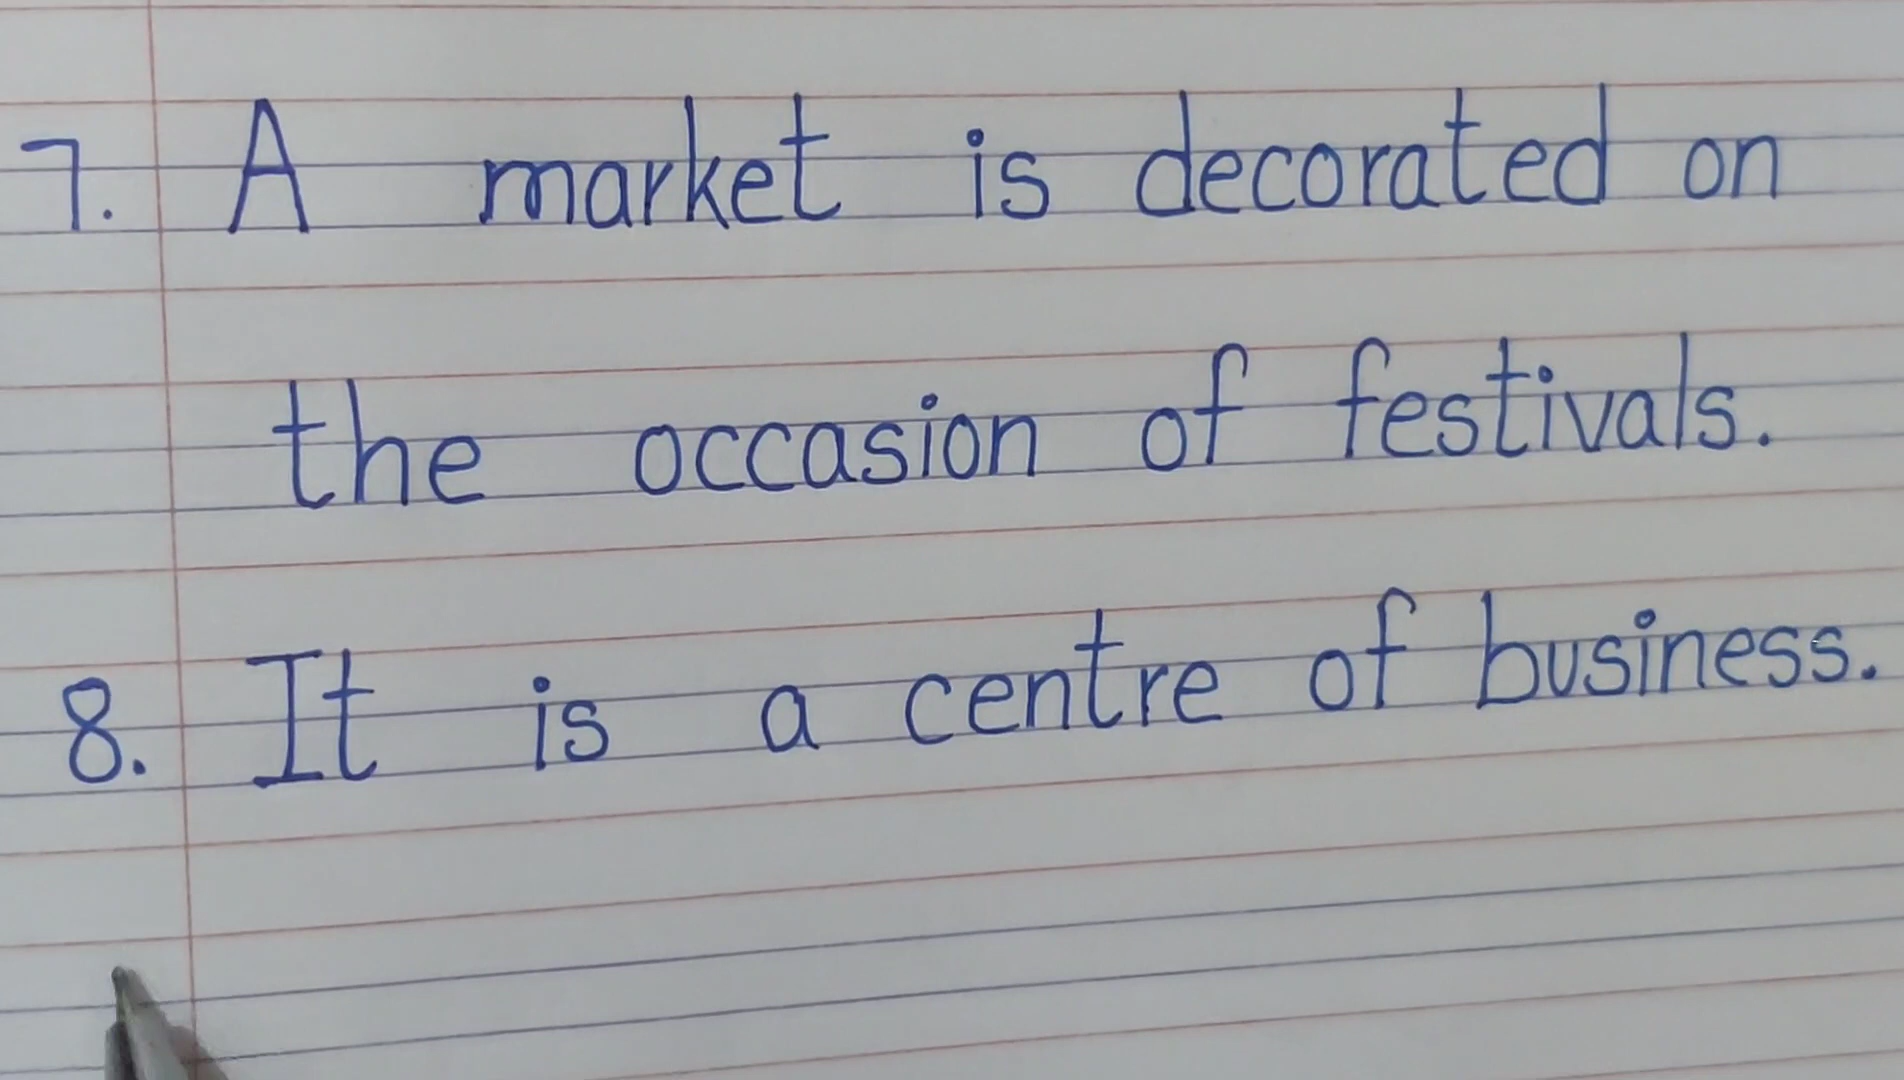 7. A market is decorated on
the occasion of festivals.
8. It is a centre of business.